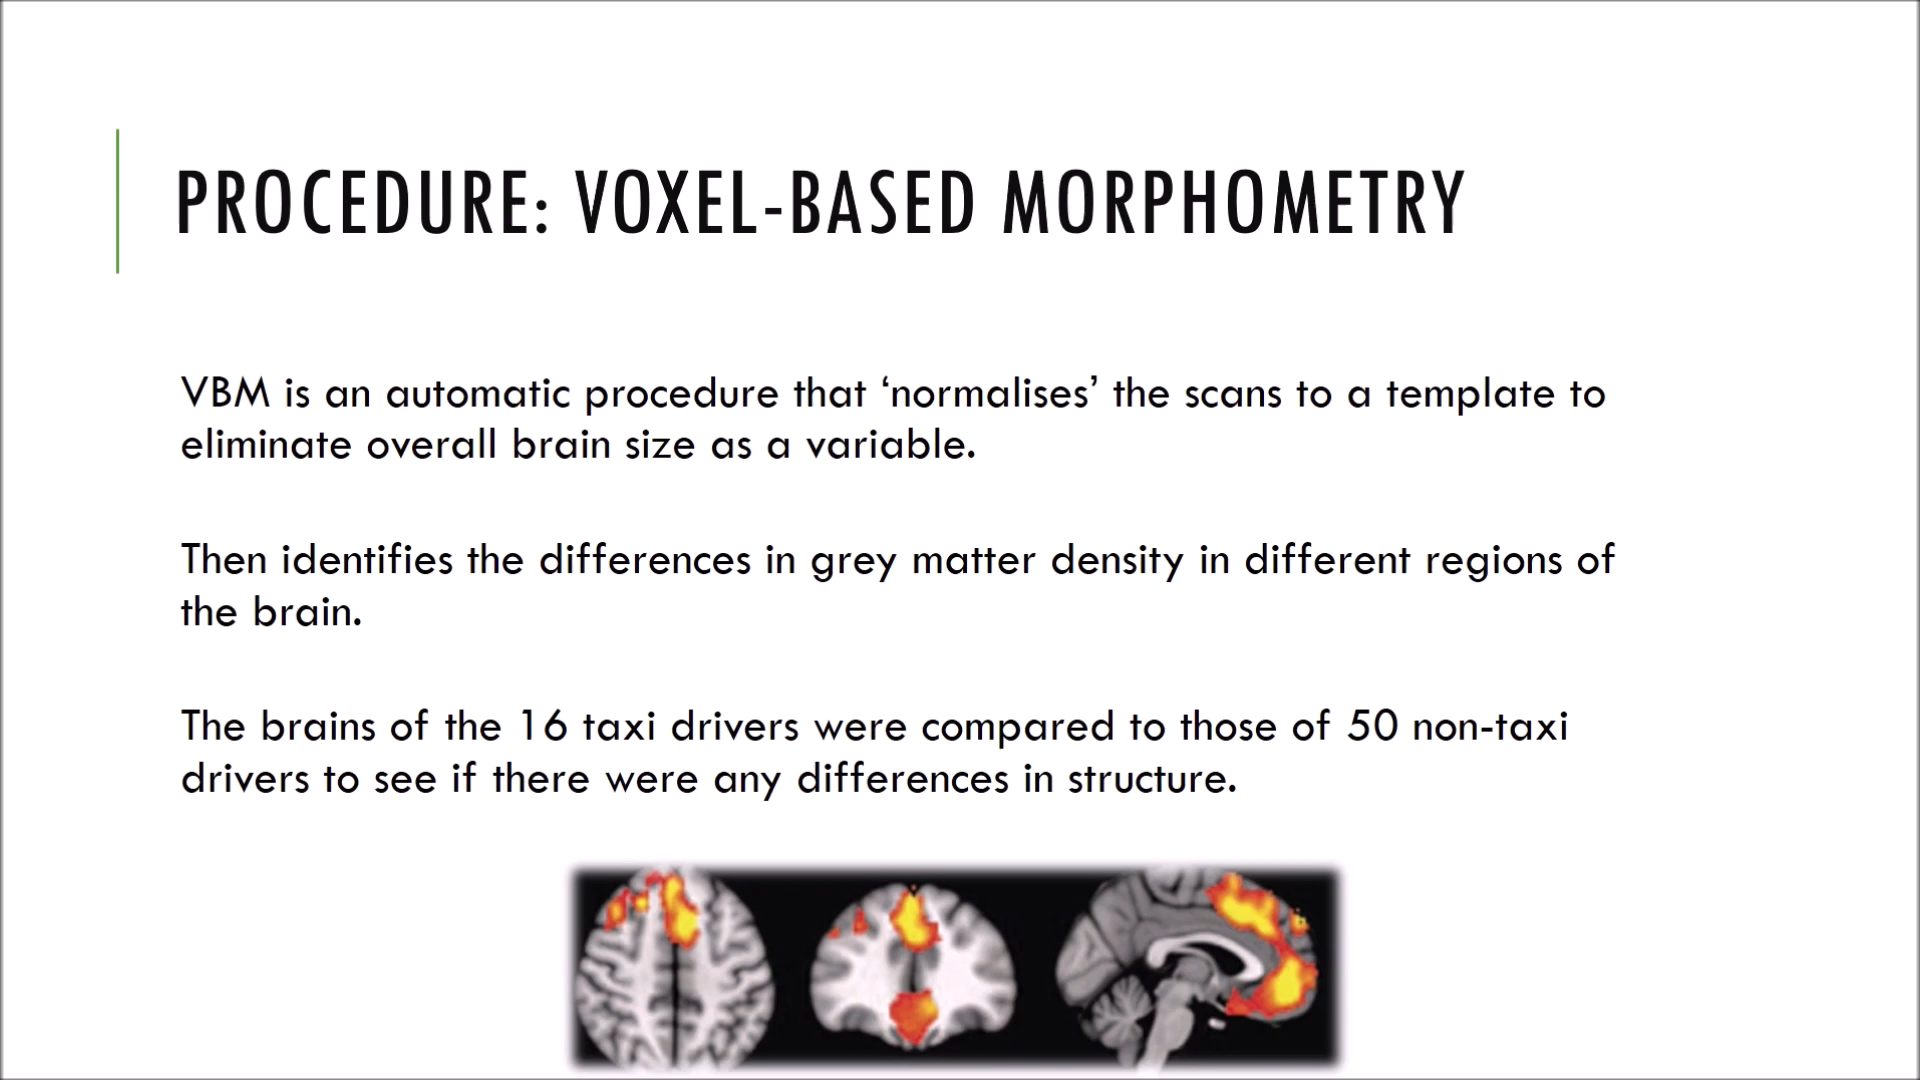 PROCEDURE: VOXEL-BASED MORPHOMETRY
VBM is an automatic procedure that ‘normalises’ the scans to a template to
eliminate overall brain size as a variable.
Then identifies the differences in grey matter density in different regions of
the brain.
The brains of the 16 taxi drivers were compared to those of 50 non-taxi
drivers to see if there were any differences in structure.